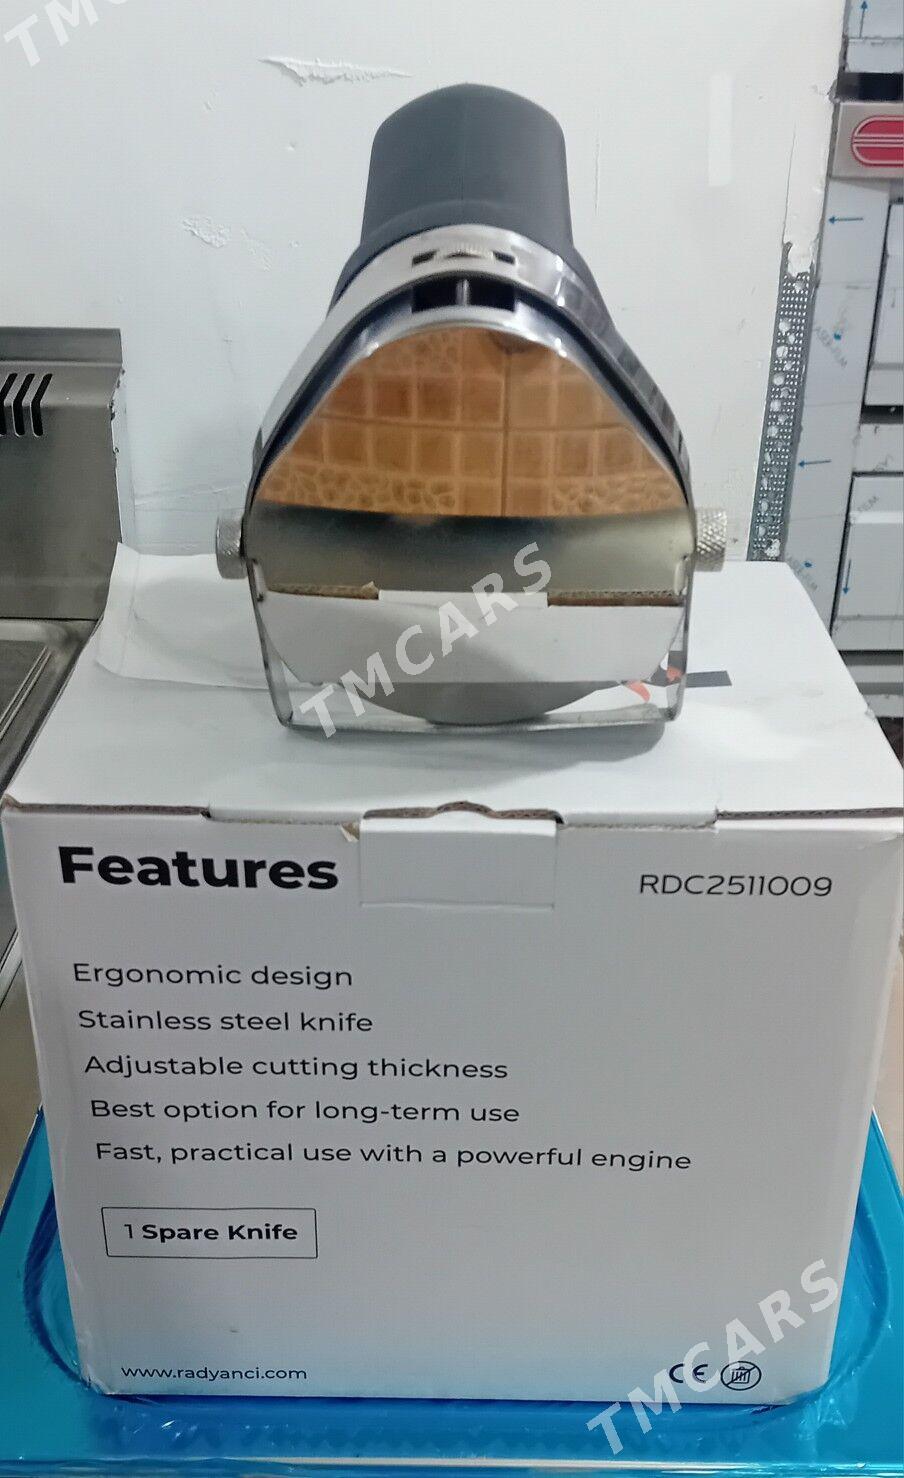 TMCARS
Features
RDC2511009
Ergonomic design
Stainless steel knife
Adjustable cutting thickness
Best option for long-term use
Fast, practical use with a powerful engine
1 Spare Knife
www.radyanci.com
CE
TMCARS